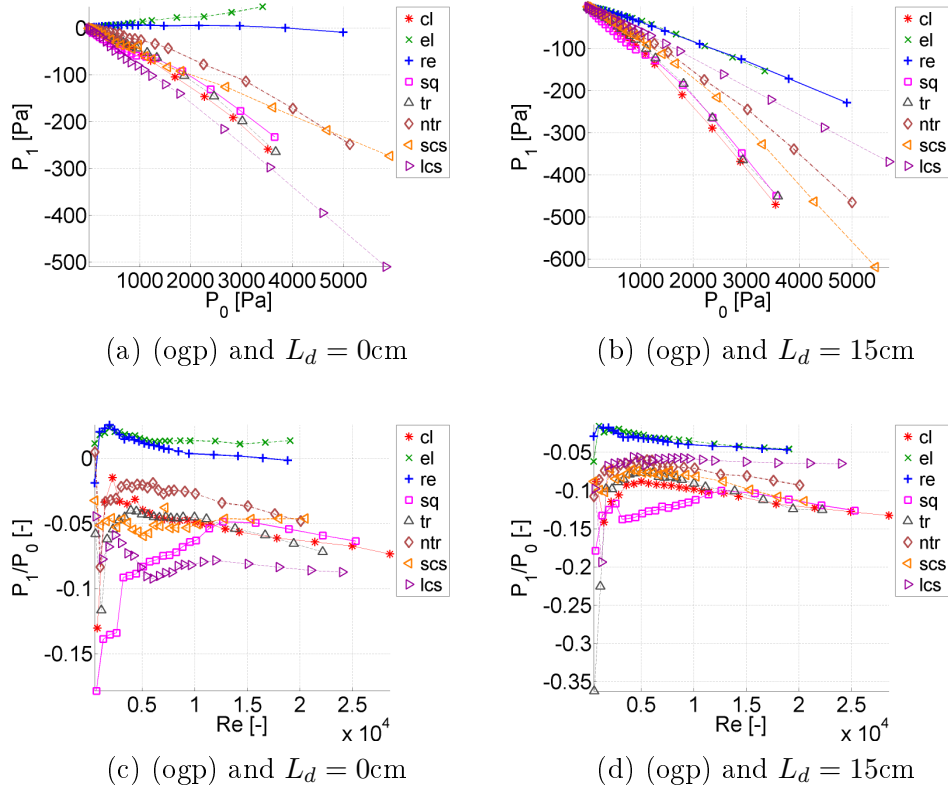 0
-100
-200
-300
-400
-500
P1 [Pa]
1000 2000 3000 4000 5000
P0 [Pa]
cl
el
re
sq
tr
ntr
scs
lcs
(a) (ogp) and Ld = 0cm
-100
-200
-300
-400
-500
-600
P1 [Pa]
1000 2000 3000 4000 5000
P0 [Pa]
cl
el
re
sq
tr
ntr
scs
lcs
(b) (ogp) and Ld = 15cm
0
-0.05
-0.1
-0.15
P1/P0 [-]
0.5 1 1.5 2 2.5
Re [-]
x 10^4
cl
el
re
sq
tr
ntr
scs
lcs
(c) (ogp) and Ld = 0cm
-0.05
-0.1
-0.15
-0.2
-0.25
-0.3
-0.35
P1/P0 [-]
0.5 1 1.5 2 2.5
Re [-]
x 10^4
cl
el
re
sq
tr
ntr
scs
lcs
(d) (ogp) and Ld = 15cm